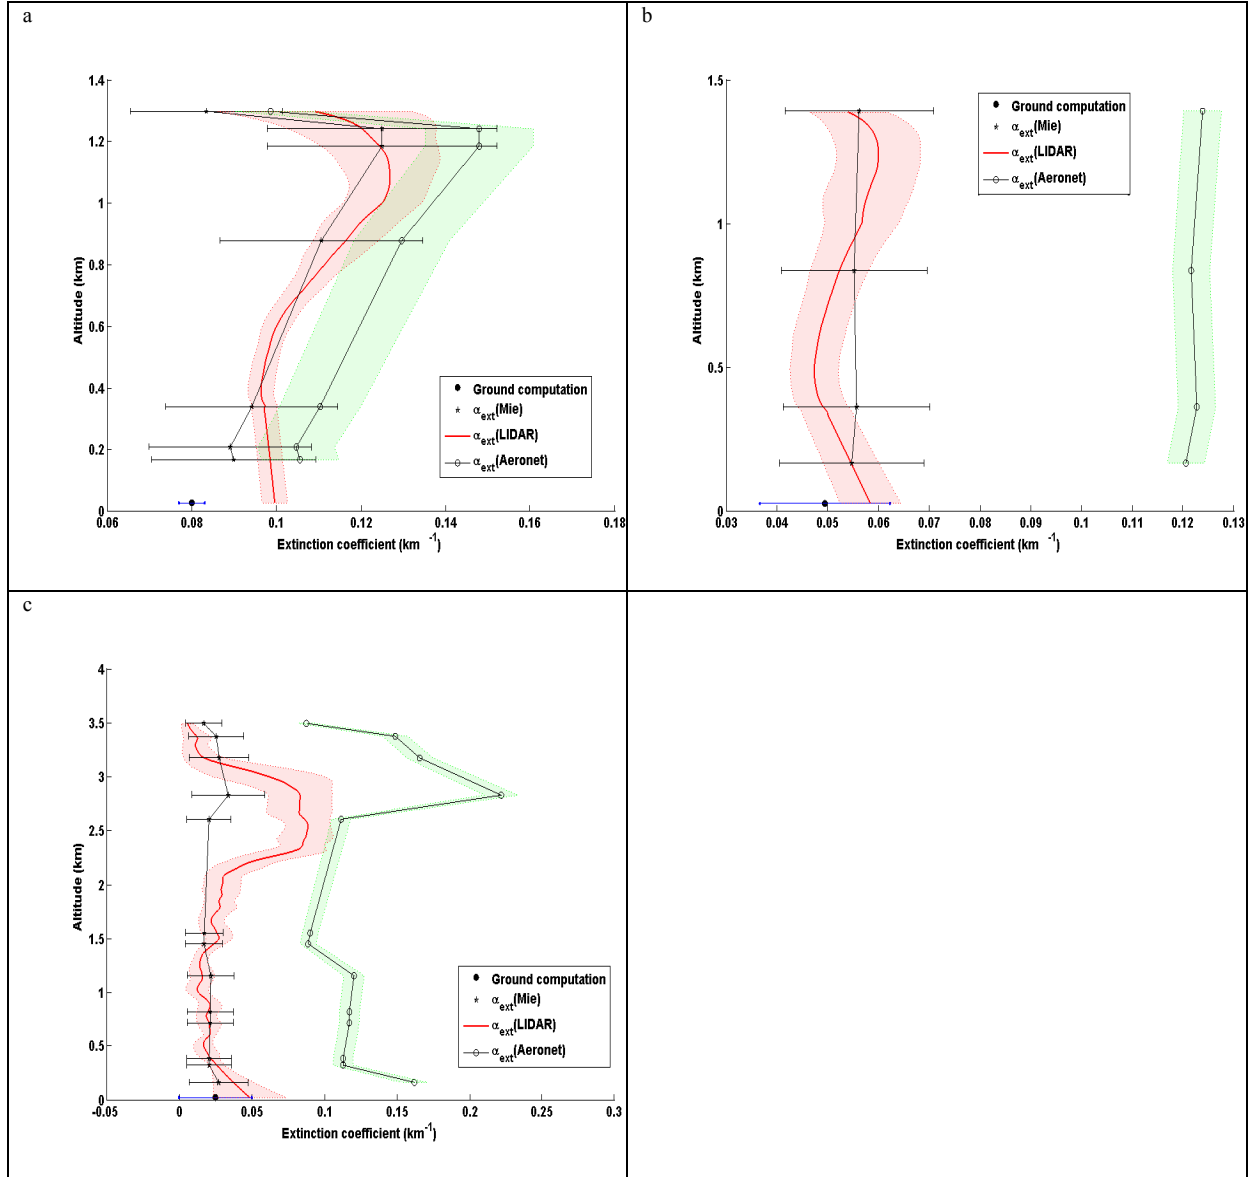 a
1.4
1.2
1
0.8
0.6
0.4
0.2
0
Altitude (km)
0.06
0.08
0.1
0.12
0.14
0.16
0.18
Extinction coefficient (km⁻¹)
Ground computation
αext(Mie)
αext(LIDAR)
αext(Aeronet)
b
1.5
1
0.5
0
Altitude (km)
0.03
0.04
0.05
0.06
0.07
0.08
0.09
0.1
0.11
0.12
0.13
Extinction coefficient (km⁻¹)
Ground computation
αext(Mie)
αext(LIDAR)
αext(Aeronet)
c
4
3.5
3
2.5
2
1.5
1
0.5
0
Altitude (km)
-0.05
0
0.05
0.1
0.15
0.2
0.25
0.3
Extinction coefficient (km⁻¹)
Ground computation
αext(Mie)
αext(LIDAR)
αext(Aeronet)